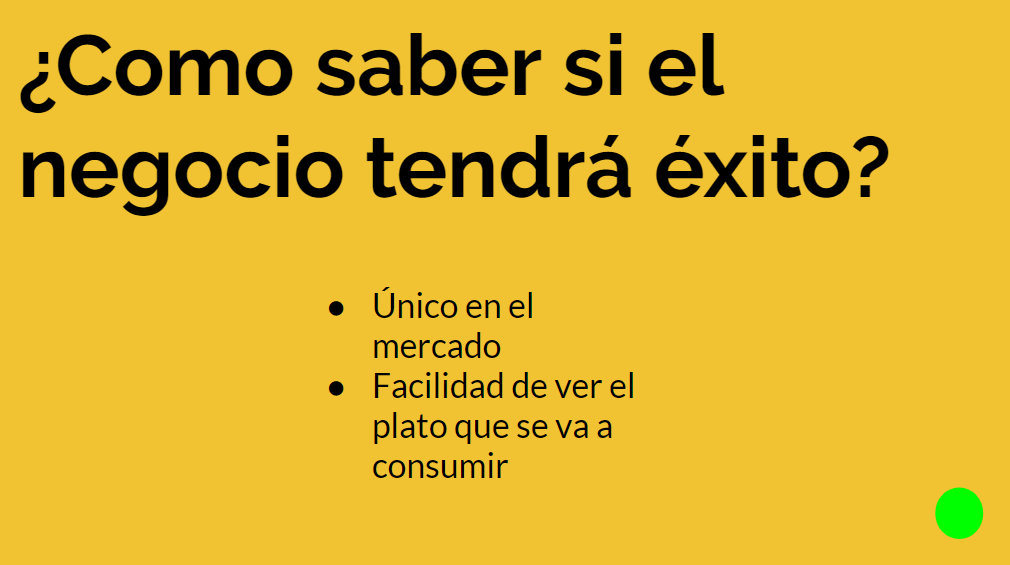 ¿Como saber si el
negocio tendrá éxito?
● Único en el
mercado
● Facilidad de ver el
plato que se va a
consumir